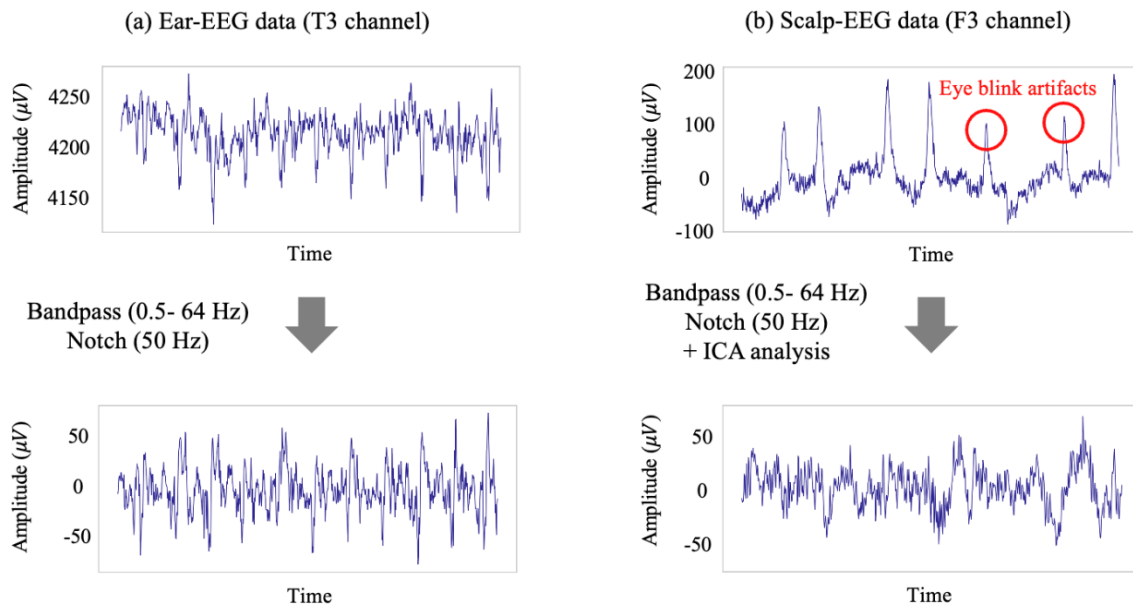 (a) Ear-EEG data (T3 channel)
Amplitude (µV)
4250
4200
4150
Time
Bandpass (0.5- 64 Hz)
Notch (50 Hz)
Amplitude (µV)
50
0
-50
Time
(b) Scalp-EEG data (F3 channel)
Amplitude (µV)
200
100
0
-100
Eye blink artifacts
Time
Bandpass (0.5- 64 Hz)
Notch (50 Hz)
+ ICA analysis
Amplitude (µV)
50
0
-50
Time